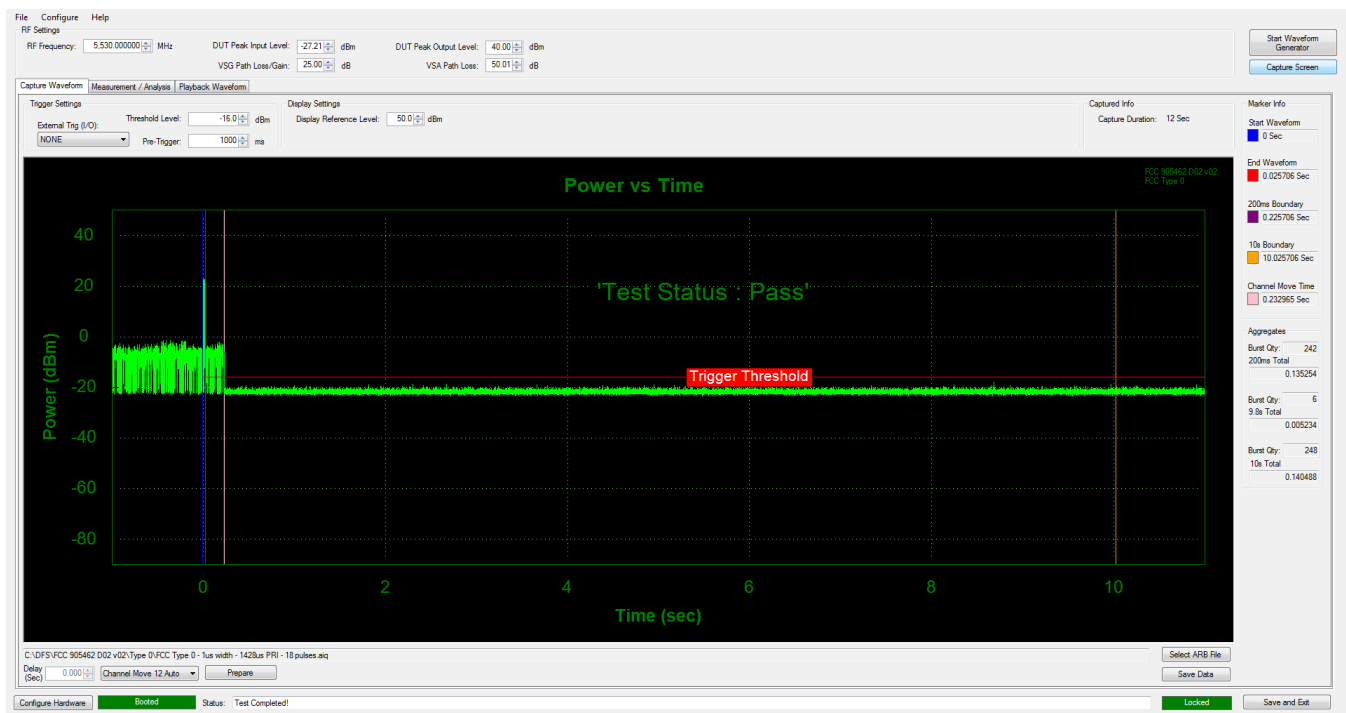 File Configure Help
RF Settings
RF Frequency: 5,530.000000 MHz DUT Peak Input Level: -27.21 dBm DUT Peak Output Level: 40.00 dBm
VSG Path Loss/Gain: 25.00 dB VSA Path Loss: 50.01 dB
Start Waveform Generator
Capture Screen
Capture Waveform Measurement / Analysis Playback Waveform
Trigger Settings
External Trig (I/O): Threshold Level: -16.0 dBm
NONE Pre-Trigger: 1000 ms
Display Settings
Display Reference Level: 50.0 dBm
Captured Info
Capture Duration: 12 Sec
Power vs Time
FCC 905462 D02 v02
FCC Type 0
'Test Status : Pass'
Trigger Threshold
Power (dBm)
40
20
0
-20
-40
-60
-80
0 2 4 6 8 10
Time (sec)
Marker Info
Start Waveform
0 Sec
End Waveform
0.025706 Sec
200ms Boundary
0.225706 Sec
10s Boundary
10.025706 Sec
Channel Move Time
0.232965 Sec
Aggregates
Burst Qty: 242
200ms Total
0.135254
Burst Qty: 6
9.8s Total
0.005234
Burst Qty: 248
10s Total
0.140488
C:\DFS\FCC 905462 D02 v02\Type 0\FCC Type 0 - 1us width - 1428us PRI - 18 pulses.aiq
Select ARB File
Delay (Sec) 0.000 Channel Move 12 Auto Prepare
Save Data
Configure Hardware Booted Status: Test Completed! Locked Save and Exit